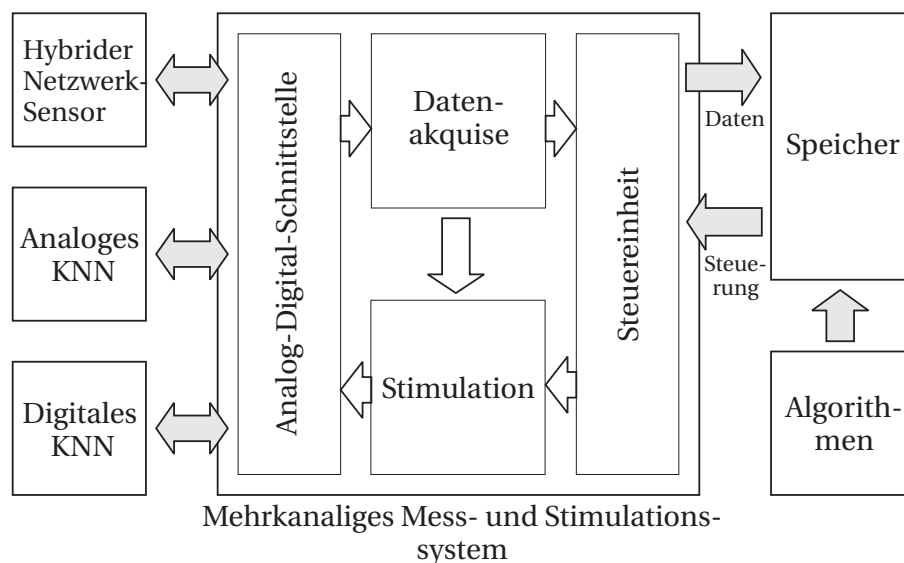 Hybrider
Netzwerk-
Sensor
Analoges
KNN
Digitales
KNN
Analog-Digital-Schnittstelle
Daten-
akquise
Stimulation
Steuereinheit
Daten
Steue-
rung
Speicher
Algorith-
men
Mehrkanaliges Mess- und Stimulations-
system